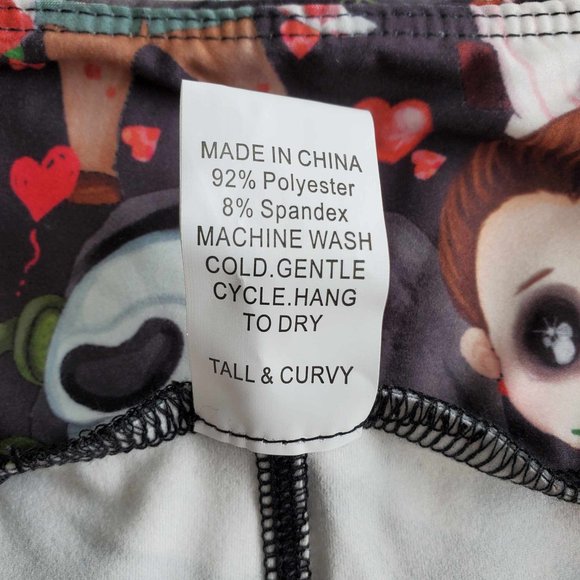 MADE IN CHINA
92% Polyester
8% Spandex
MACHINE WASH
COLD.GENTLE
CYCLE.HANG
TO DRY
TALL & CURVY